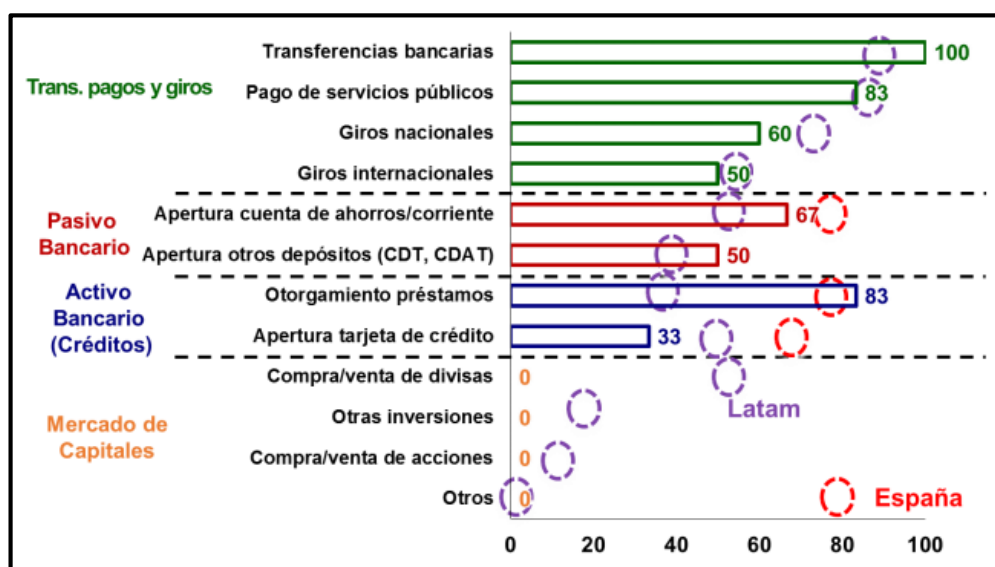 Trans. pagos y giros
Transferencias bancarias
100
Pago de servicios públicos
83
Giros nacionales
60
Giros internacionales
50
Pasivo
Bancario
Apertura cuenta de ahorros/corriente
67
Apertura otros depósitos (CDT, CDAT)
50
Activo
Bancario
(Créditos)
Otorgamiento préstamos
83
Apertura tarjeta de crédito
33
Mercado de
Capitales
Compra/venta de divisas
0
Latam
Otras inversiones
0
Compra/venta de acciones
0
Otros
0
España
0 20 40 60 80 100